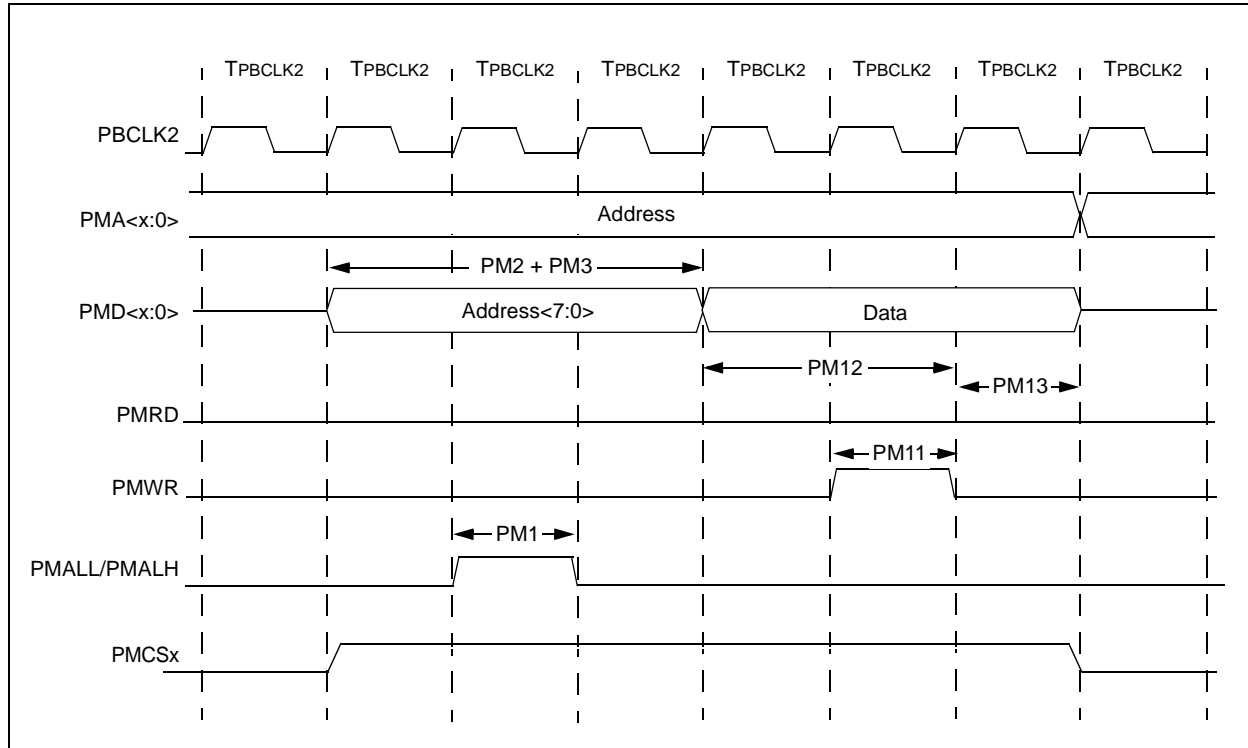 TPBCLK2 TPBCLK2 TPBCLK2 TPBCLK2 TPBCLK2 TPBCLK2 TPBCLK2 TPBCLK2
PBCLK2
PMA<x:0> Address
PM2 + PM3
PMD<x:0> Address<7:0> Data
PM12
PM13
PMRD
PM11
PMWR
PM1
PMALL/PMALH
PMCSx